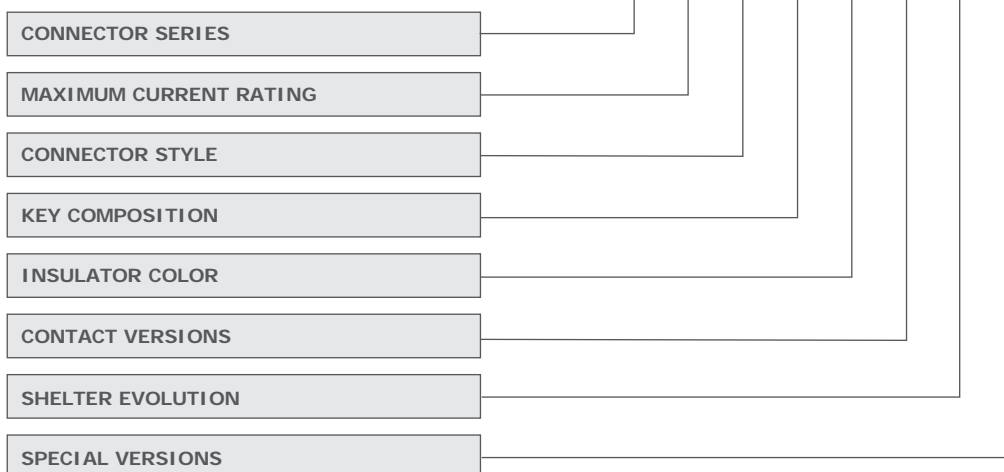 CONNECTOR SERIES
MAXIMUM CURRENT RATING
CONNECTOR STYLE
KEY COMPOSITION
INSULATOR COLOR
CONTACT VERSIONS
SHELTER EVOLUTION
SPECIAL VERSIONS